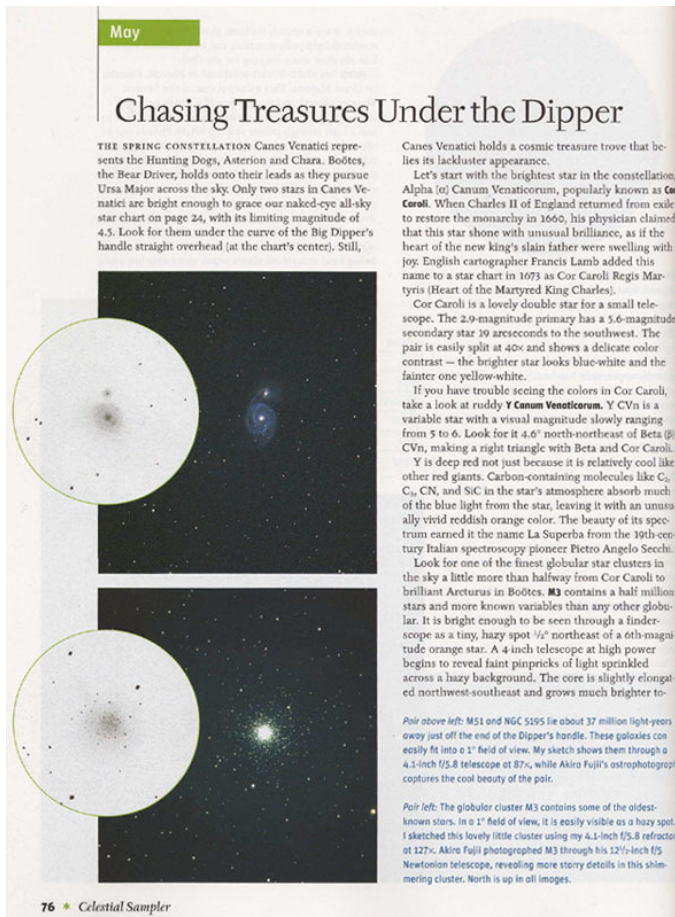 May
Chasing Treasures Under the Dipper
THE SPRING CONSTELLATION Canes Venatici repre-
sents the Hunting Dogs, Asterion and Chara. Boötes,
the Bear Driver, holds onto their leads as they pursue
Ursa Major across the sky. Only two stars in Canes Ve-
natici are bright enough to grace our naked-eye all-sky
star chart on page 24, with its limiting magnitude of
4.5. Look for them under the curve of the Big Dipper's
handle straight overhead (at the chart's center). Still,
Canes Venatici holds a cosmic treasure trove that be-
lies its lackluster appearance.
Let's start with the brightest star in the constellation,
Alpha (α) Canum Venaticorum, popularly known as Cor
Caroli. When Charles II of England returned from exile
to restore the monarchy in 1660, his physician claimed
that this star shone with unusual brilliance, as if the
heart of the new king's slain father were swelling with
joy. English cartographer Francis Lamb added this
name to a star chart in 1673 as Cor Caroli Regis Mar-
tyris (Heart of the Martyred King Charles).
Cor Caroli is a lovely double star for a small tele-
scope. The 2.9-magnitude primary has a 5.6-magnitude
secondary star 19 arcseconds to the southwest. The
pair is easily split at 40× and shows a delicate color
contrast — the brighter star looks blue-white and the
fainter one yellow-white.
If you have trouble seeing the colors in Cor Caroli,
take a look at ruddy Y Canum Venaticorum. Y CVn is a
variable star with a visual magnitude slowly ranging
from 5 to 6. Look for it 4.6° north-northeast of Beta (β)
CVn, making a right triangle with Beta and Cor Caroli.
Y is deep red not just because it is relatively cool like
other red giants. Carbon-containing molecules like C₂,
C₃, CN, and SiC in the star's atmosphere absorb much
of the blue light from the star, leaving it with an unusu-
ally vivid reddish orange color. The beauty of its spec-
trum earned it the name La Superba from the 19th-cen-
tury Italian spectroscopy pioneer Pietro Angelo Secchi.
Look for one of the finest globular star clusters in
the sky a little more than halfway from Cor Caroli to
brilliant Arcturus in Boötes. M3 contains a half million
stars and more known variables than any other globu-
lar. It is bright enough to be seen through a finder-
scope as a tiny, hazy spot ½° northeast of a 6th-magni-
tude orange star. A 4-inch telescope at high power
begins to reveal faint pinpricks of light sprinkled
across a hazy background. The core is slightly elongat-
ed northwest-southeast and grows much brighter to-
Pair above left: M51 and NGC 5195 lie about 37 million light-years
away just off the end of the Dipper's handle. These galaxies can
easily fit into a 1° field of view. My sketch shows them through a
4.1-inch f/5.8 telescope at 87×, while Akira Fujii's astrophotograph
captures the cool beauty of the pair.
Pair left: The globular cluster M3 contains some of the oldest-
known stars. In a 1° field of view, it is easily visible as a hazy spot.
I sketched this lovely little cluster using my 4.1-inch f/5.8 refractor
at 127×. Akira Fujii photographed M3 through his 12½-inch f/5
Newtonian telescope, revealing more starry details in this shim-
mering cluster. North is up in all images.
76 * Celestial Sampler